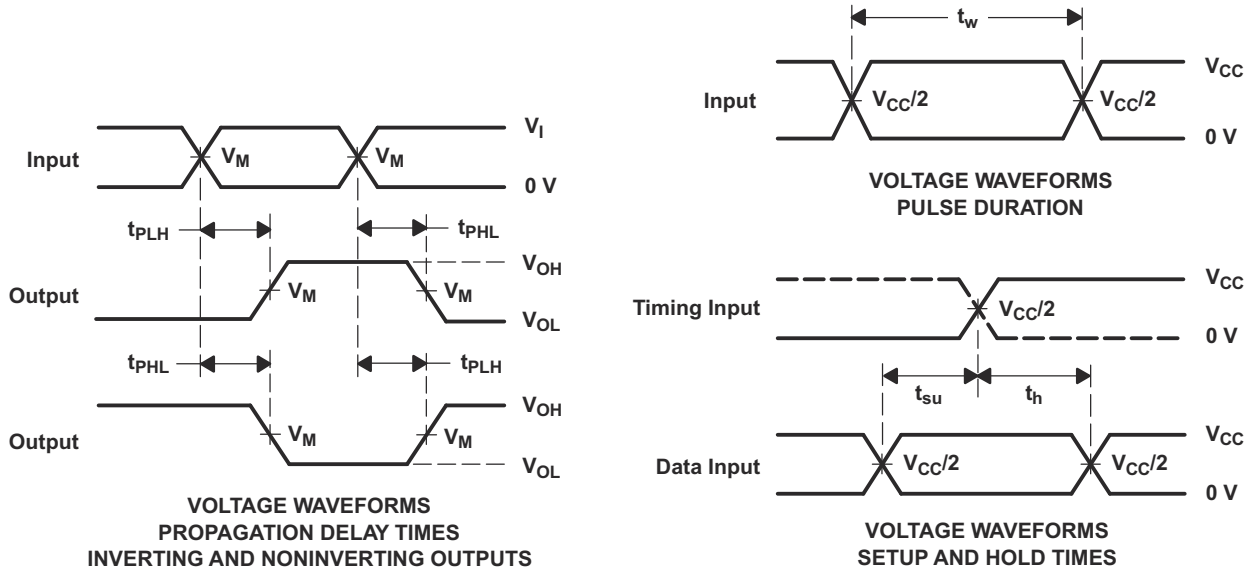 V_I
Input
V_M
V_M
0 V
t_PLH
t_PHL
V_OH
Output
V_M
V_M
V_OL
t_PHL
t_PLH
V_OH
Output
V_M
V_M
V_OL
VOLTAGE WAVEFORMS
PROPAGATION DELAY TIMES
INVERTING AND NONINVERTING OUTPUTS
t_w
V_CC
Input
V_CC/2
V_CC/2
0 V
VOLTAGE WAVEFORMS
PULSE DURATION
V_CC
Timing Input
V_CC/2
0 V
t_su
t_h
V_CC
Data Input
V_CC/2
V_CC/2
0 V
VOLTAGE WAVEFORMS
SETUP AND HOLD TIMES